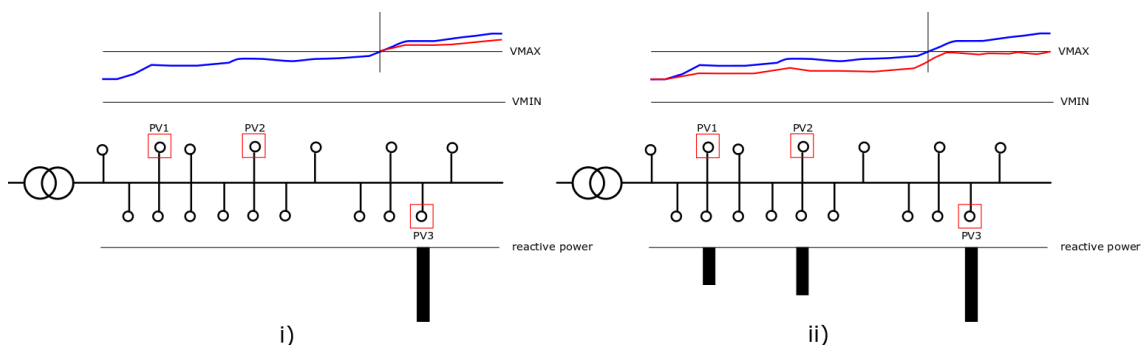 VMAX
VMIN
PV1
PV2
PV3
reactive power
i)
VMAX
VMIN
PV1
PV2
PV3
reactive power
ii)